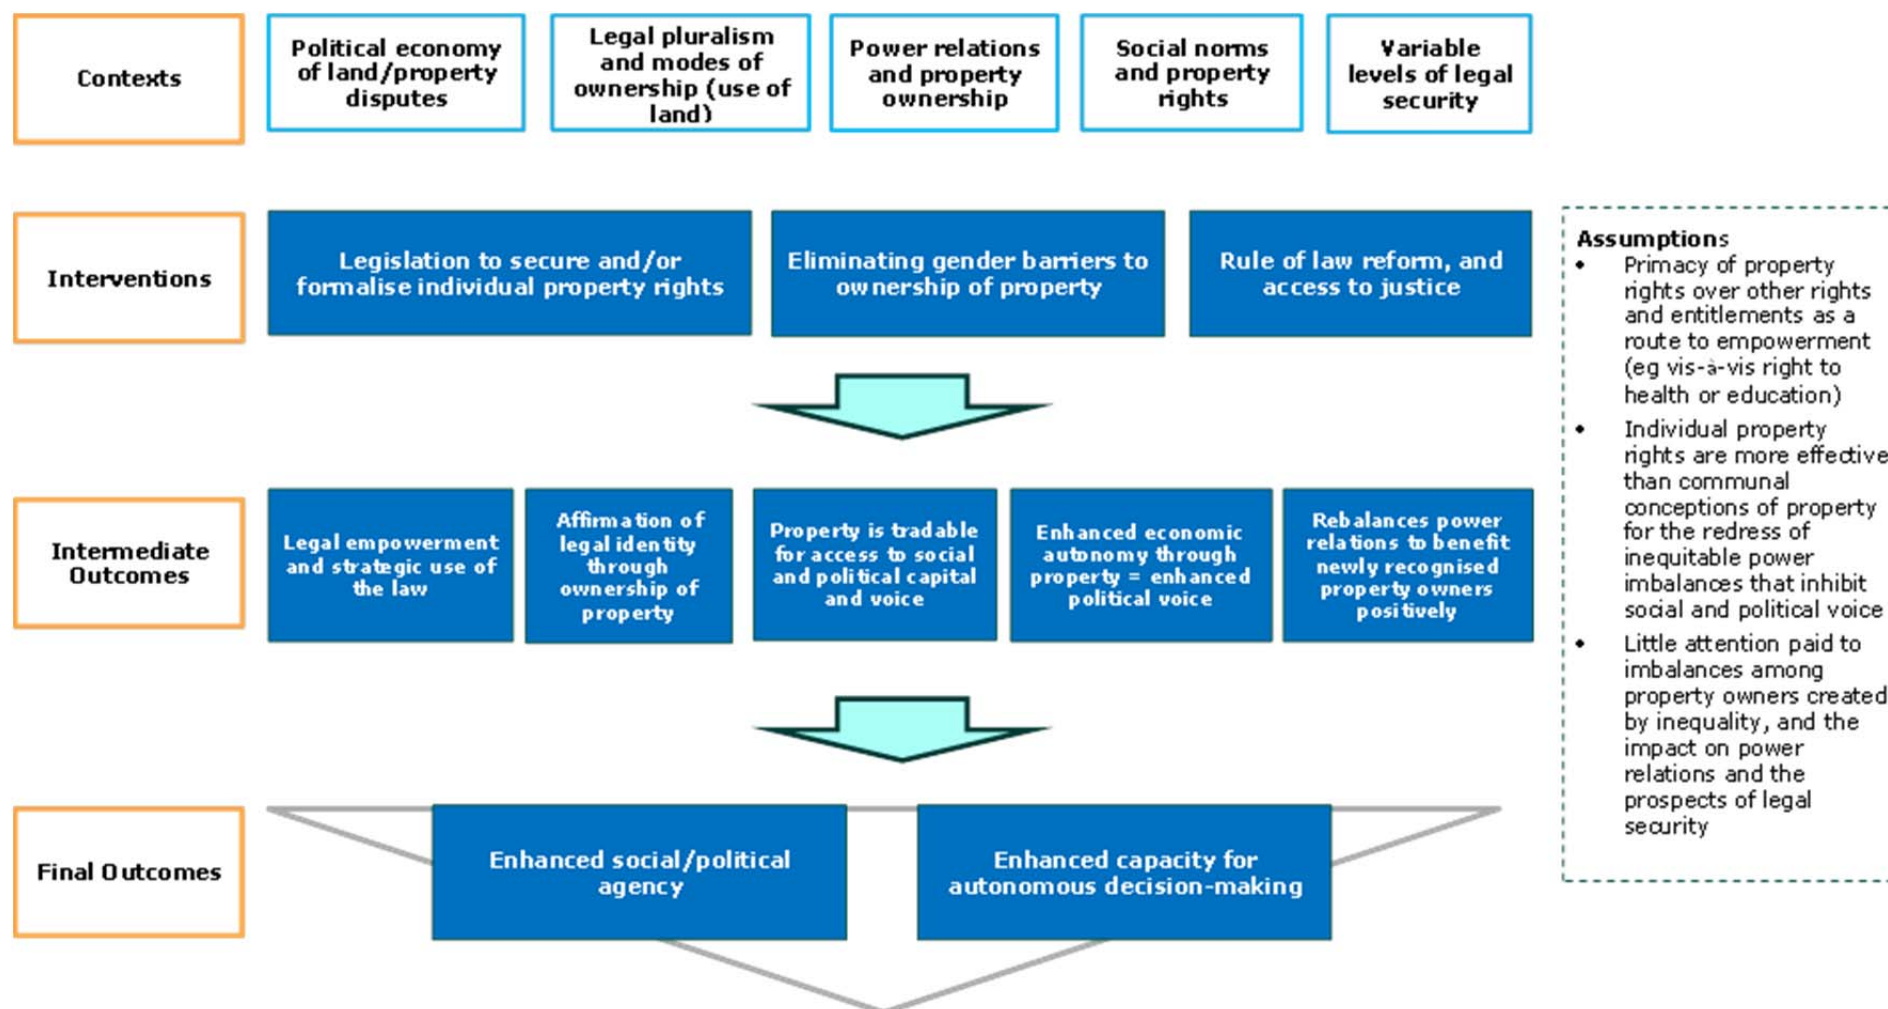 Contexts
Political economy
of land/property
disputes
Legal pluralism
and modes of
ownership (use of
land)
Power relations
and property
ownership
Social norms
and property
rights
Variable
levels of legal
security
Interventions
Legislation to secure and/or
formalise individual property rights
Eliminating gender barriers to
ownership of property
Rule of law reform, and
access to justice
Intermediate
Outcomes
Legal empowerment
and strategic use of
the law
Affirmation of
legal identity
through
ownership of
property
Property is tradable
for access to social
and political capital
and voice
Enhanced economic
autonomy through
property = enhanced
political voice
Rebalances power
relations to benefit
newly recognised
property owners
positively
Final Outcomes
Enhanced social/political
agency
Enhanced capacity for
autonomous decision-making
Assumptions
• Primacy of property
rights over other rights
and entitlements as a
route to empowerment
(eg vis-à-vis right to
health or education)
• Individual property
rights are more effective
than communal
conceptions of property
for the redress of
inequitable power
imbalances that inhibit
social and political voice
• Little attention paid to
imbalances among
property owners created
by inequality, and the
impact on power
relations and the
prospects of legal
security